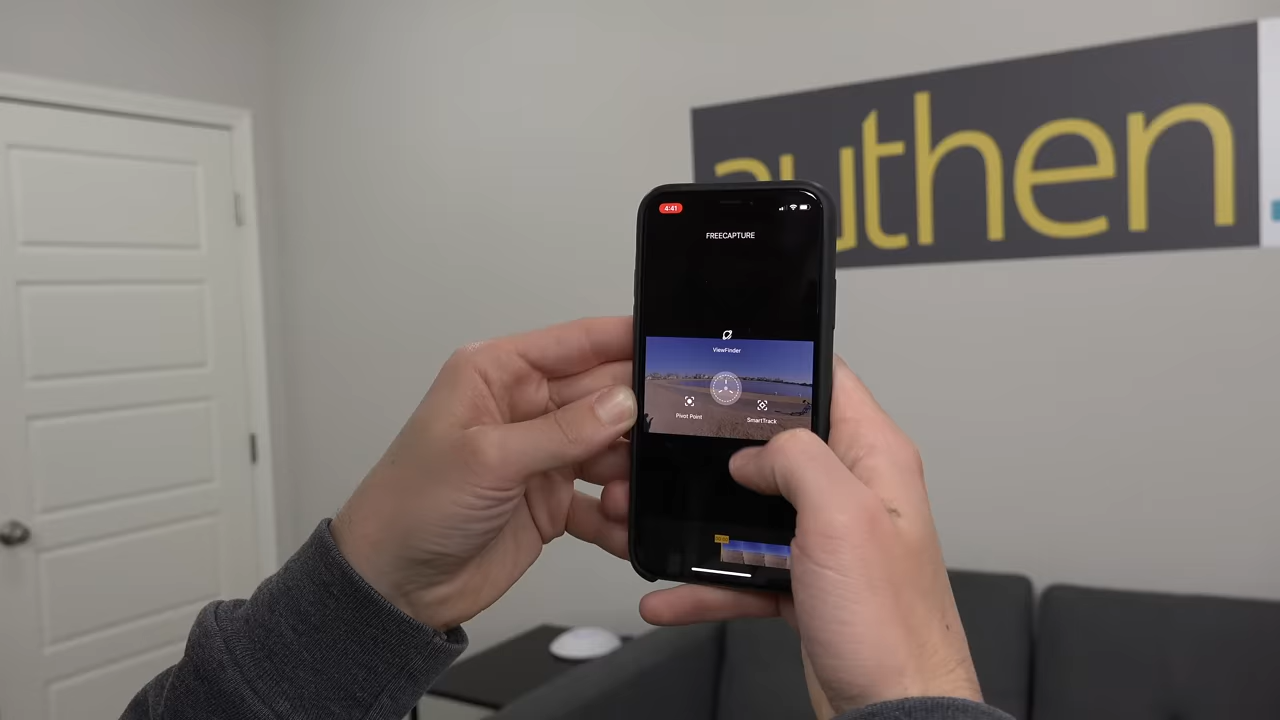 authen
4:41
FREECAPTURE
ViewFinder
Pivot Point
SmartTrack